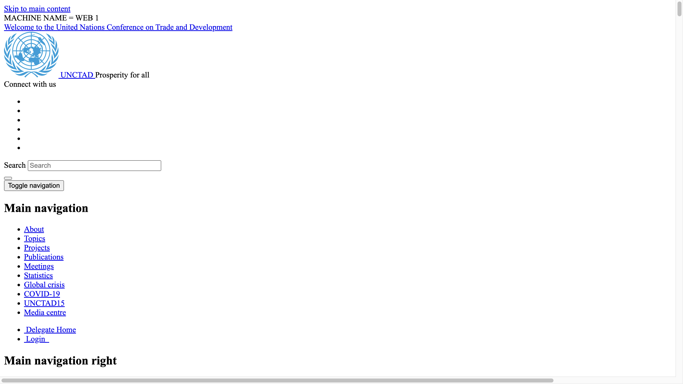 Skip to main content
MACHINE NAME = WEB 1
Welcome to the United Nations Conference on Trade and Development
UNCTAD Prosperity for all
Connect with us
Search Search
Toggle navigation
Main navigation
About
Topics
Projects
Publications
Meetings
Statistics
Global crisis
COVID-19
UNCTAD15
Media centre
Delegate Home
Login
Main navigation right